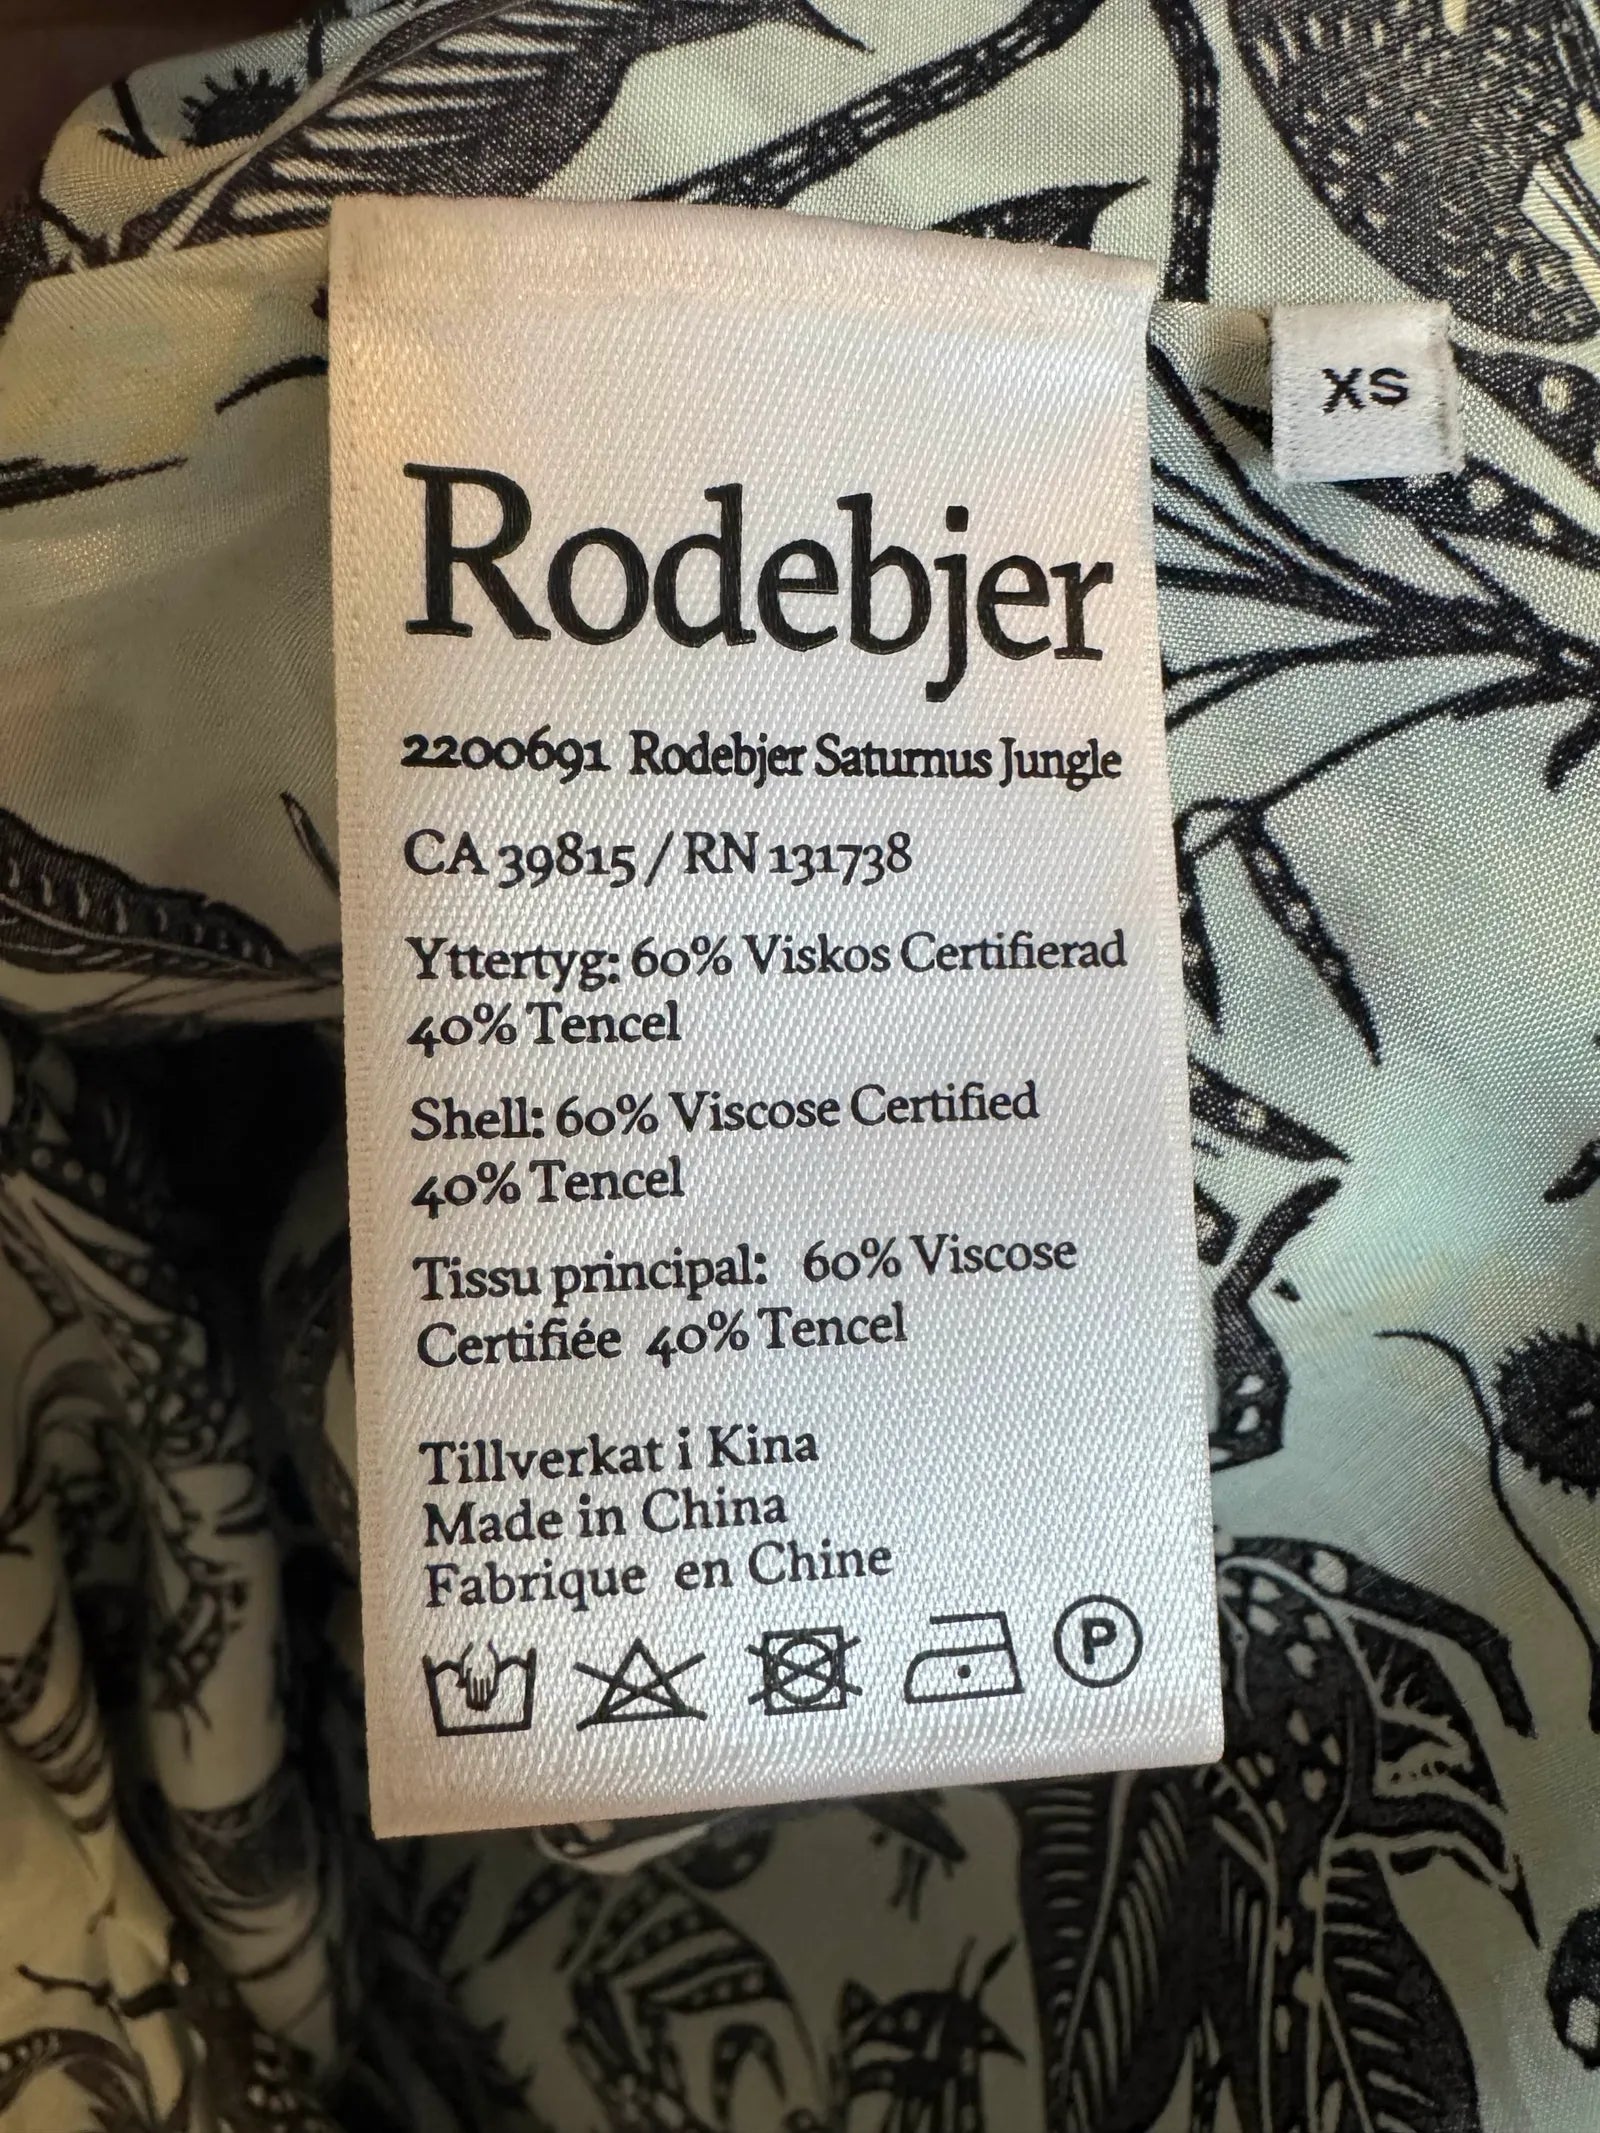 XS
Rodebjer
2200691 Rodebjer Saturnus Jungle
CA 39815 / RN 131738
Yttertyg: 60% Viskos Certifierad
40% Tencel
Shell: 60% Viscose Certified
40% Tencel
Tissu principal: 60% Viscose
Certifiée 40% Tencel
Tillverkat i Kina
Made in China
Fabrique en Chine
P